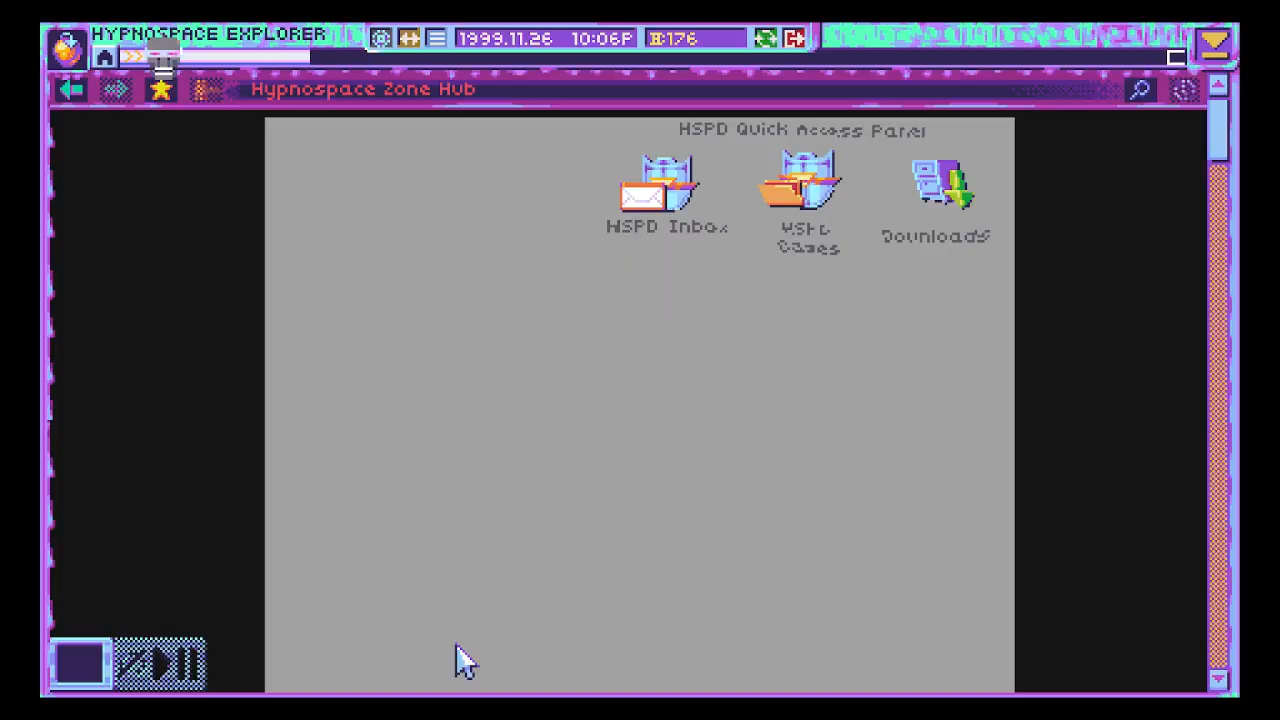 HYPNOSPACE EXPLORER
1999.11.26 10:06P
176
Hypnospace Zone Hub
HSPD Quick Access Panel
HSPD Inbox
HSPD
Cases
Downloads